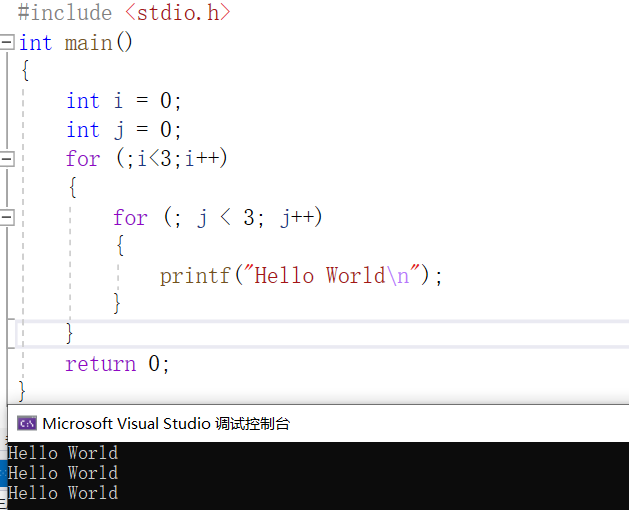 #include <stdio.h>
int main()
{
    int i = 0;
    int j = 0;
    for (;i<3;i++)
    {
        for (; j < 3; j++)
        {
            printf("Hello World\n");
        }
    }
    return 0;
}
Microsoft Visual Studio 调试控制台
Hello World
Hello World
Hello World